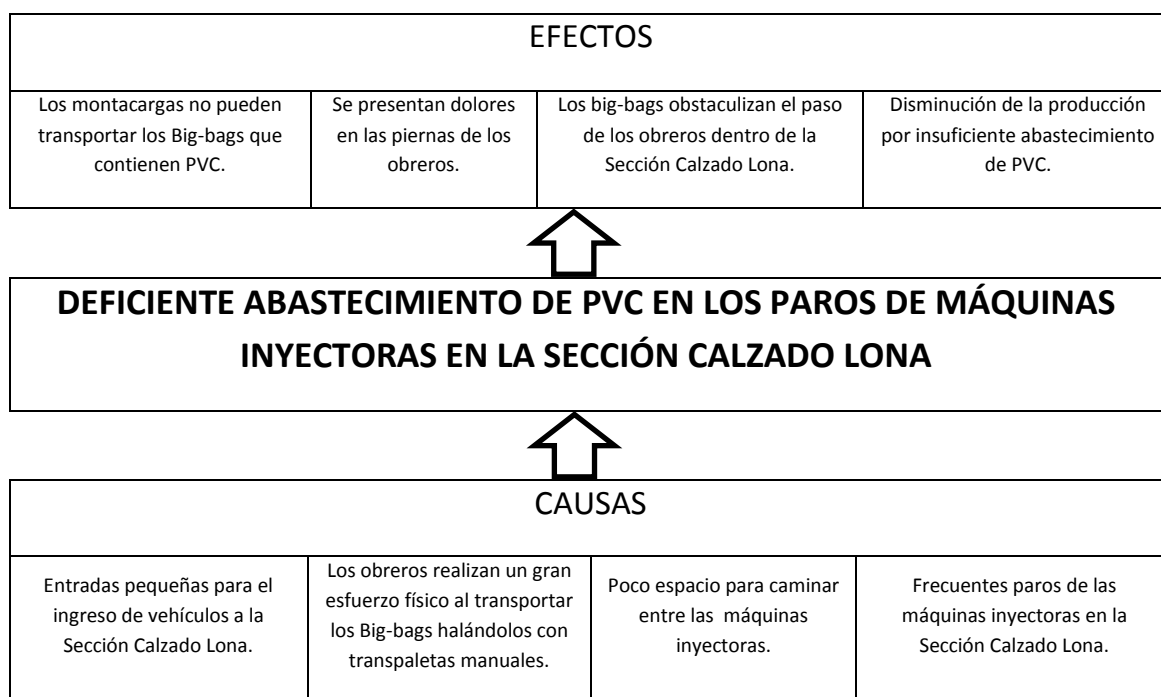 EFECTOS
Los montacargas no pueden
transportar los Big-bags que
contienen PVC.
Se presentan dolores
en las piernas de los
obreros.
Los big-bags obstaculizan el paso
de los obreros dentro de la
Sección Calzado Lona.
Disminución de la producción
por insuficiente abastecimiento
de PVC.
DEFICIENTE ABASTECIMIENTO DE PVC EN LOS PAROS DE MÁQUINAS
INYECTORAS EN LA SECCIÓN CALZADO LONA
CAUSAS
Entradas pequeñas para el
ingreso de vehículos a la
Sección Calzado Lona.
Los obreros realizan un gran
esfuerzo físico al transportar
los Big-bags halándolos con
transpaletas manuales.
Poco espacio para caminar
entre las máquinas
inyectoras.
Frecuentes paros de las
máquinas inyectoras en la
Sección Calzado Lona.